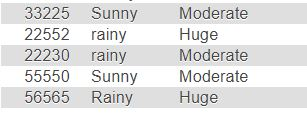 33225 Sunny Moderate
22552 rainy Huge
22230 rainy Moderate
55550 Sunny Moderate
56565 Rainy Huge